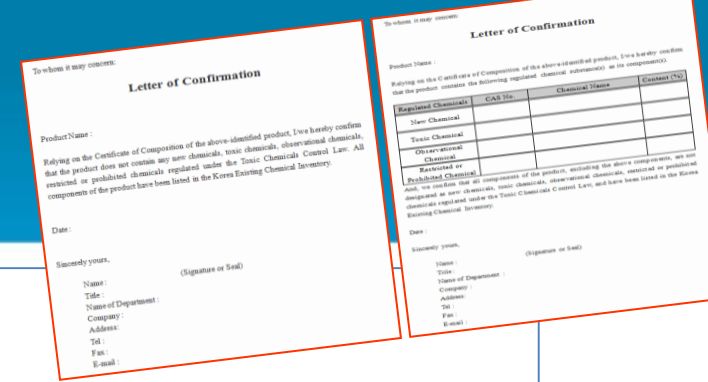 To whom it may concern:
Letter of Confirmation
Product Name :
Relying on the Certificate of Composition of the above-identified product, I/we hereby confirm
that the product does not contain any new chemicals, toxic chemicals, observational chemicals,
restricted or prohibited chemicals regulated under the Toxic Chemicals Control Law. All
components of the product have been listed in the Korea Existing Chemical Inventory.
Date :
Sincerely yours,
(Signature or Seal)
Name :
Title :
Name of Department :
Company :
Address:
Tel :
Fax :
E-mail :
To whom it may concern:
Letter of Confirmation
Product Name :
Relying on the Certificate of Composition of the above-identified product, I/we hereby confirm
that the product contains the following regulated chemical substance(s) as its component(s).
Regulated Chemicals CAS No. Chemical Name Content (%)
New Chemical
Toxic Chemical
Observational
Chemical
Restricted or
Prohibited Chemical
And, we confirm that all components of the product, excluding the above components, are not
designated as new chemicals, toxic chemicals, observational chemicals, restricted or prohibited
chemicals regulated under the Toxic Chemicals Control Law, and have been listed in the Korea
Existing Chemical Inventory.
Date :
Sincerely yours,
(Signature or Seal)
Name :
Title :
Name of Department :
Company :
Address:
Tel :
Fax :
E-mail :